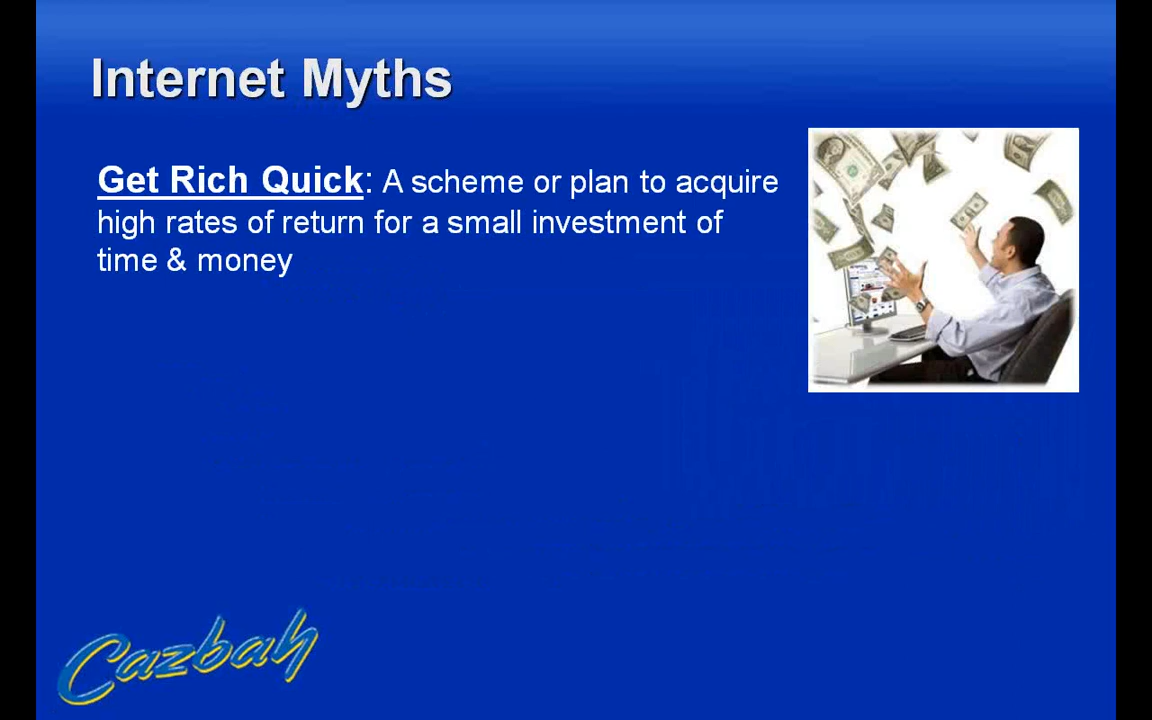 Internet Myths
Get Rich Quick: A scheme or plan to acquire
high rates of return for a small investment of
time & money
Cazbah